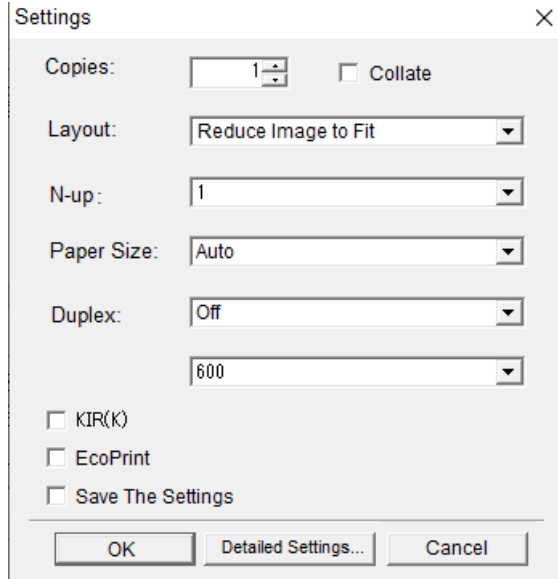 Settings
Copies: 1 Collate
Layout: Reduce Image to Fit
N-up: 1
Paper Size: Auto
Duplex: Off
600
KIR(K)
EcoPrint
Save The Settings
OK Detailed Settings... Cancel